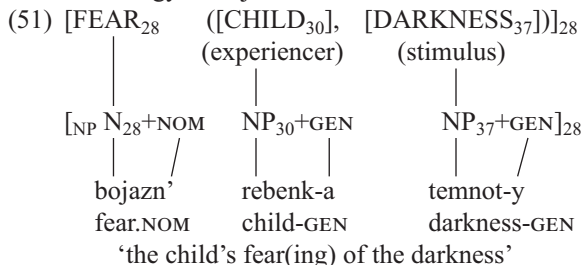 (51) [FEAR₂₈ ([CHILD₃₀], [DARKNESS₃₇])]₂₈
(experiencer) (stimulus)
[NP N₂₈+NOM NP₃₀+GEN NP₃₇+GEN]₂₈
bojazn’ rebenk-a temnot-y
fear.NOM child-GEN darkness-GEN
‘the child’s fear(ing) of the darkness’